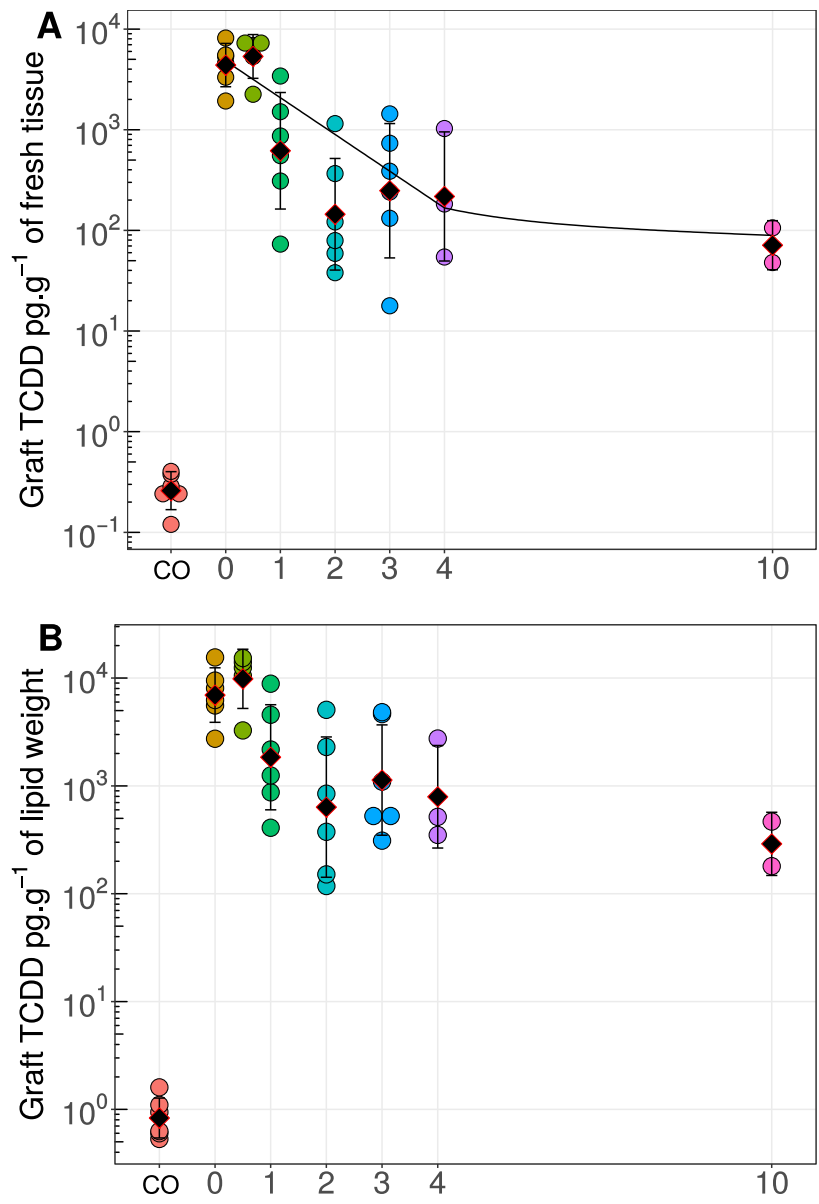 A
Graft TCDD pg.g⁻¹ of fresh tissue
10⁴
10³
10²
10¹
10⁰
10⁻¹
CO 0 1 2 3 4 10
B
Graft TCDD pg.g⁻¹ of lipid weight
10⁴
10³
10²
10¹
10⁰
CO 0 1 2 3 4 10